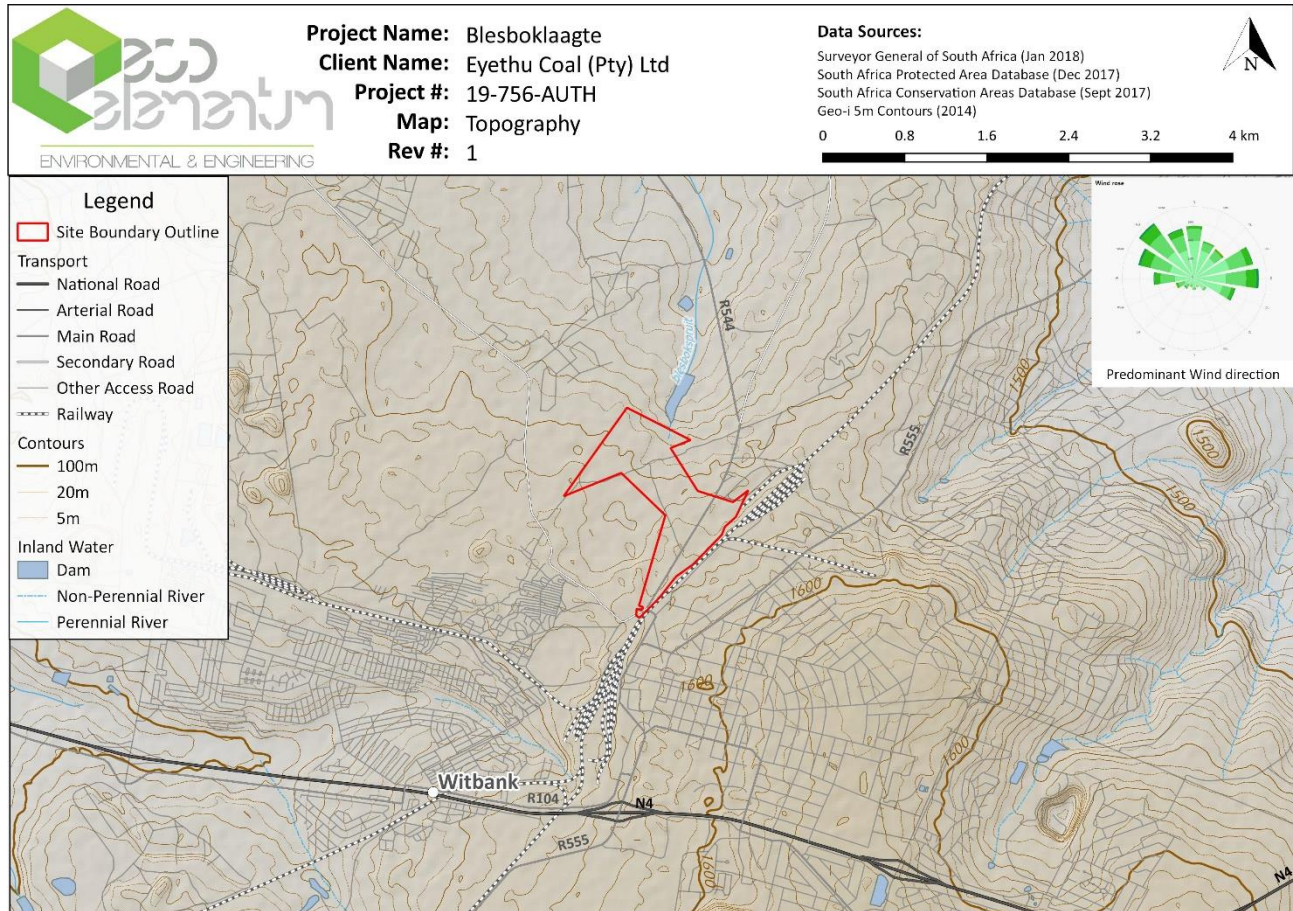 eco
elementum
ENVIRONMENTAL & ENGINEERING
Project Name: Blesboklaagte
Client Name: Eyethu Coal (Pty) Ltd
Project #: 19-756-AUTH
Map: Topography
Rev #: 1
Data Sources:
Surveyor General of South Africa (Jan 2018)
South Africa Protected Area Database (Dec 2017)
South Africa Conservation Areas Database (Sept 2017)
Geo-i 5m Contours (2014)
N
0 0.8 1.6 2.4 3.2 4 km
Legend
Site Boundary Outline
Transport
National Road
Arterial Road
Main Road
Secondary Road
Other Access Road
Railway
Contours
100m
20m
5m
Inland Water
Dam
Non-Perennial River
Perennial River
Wind rose
Predominant Wind direction
R544
Blesbokspruit
1500
R555
1500
1500
1600
1600
1600
Witbank
R104
N4
R555
1600
N4